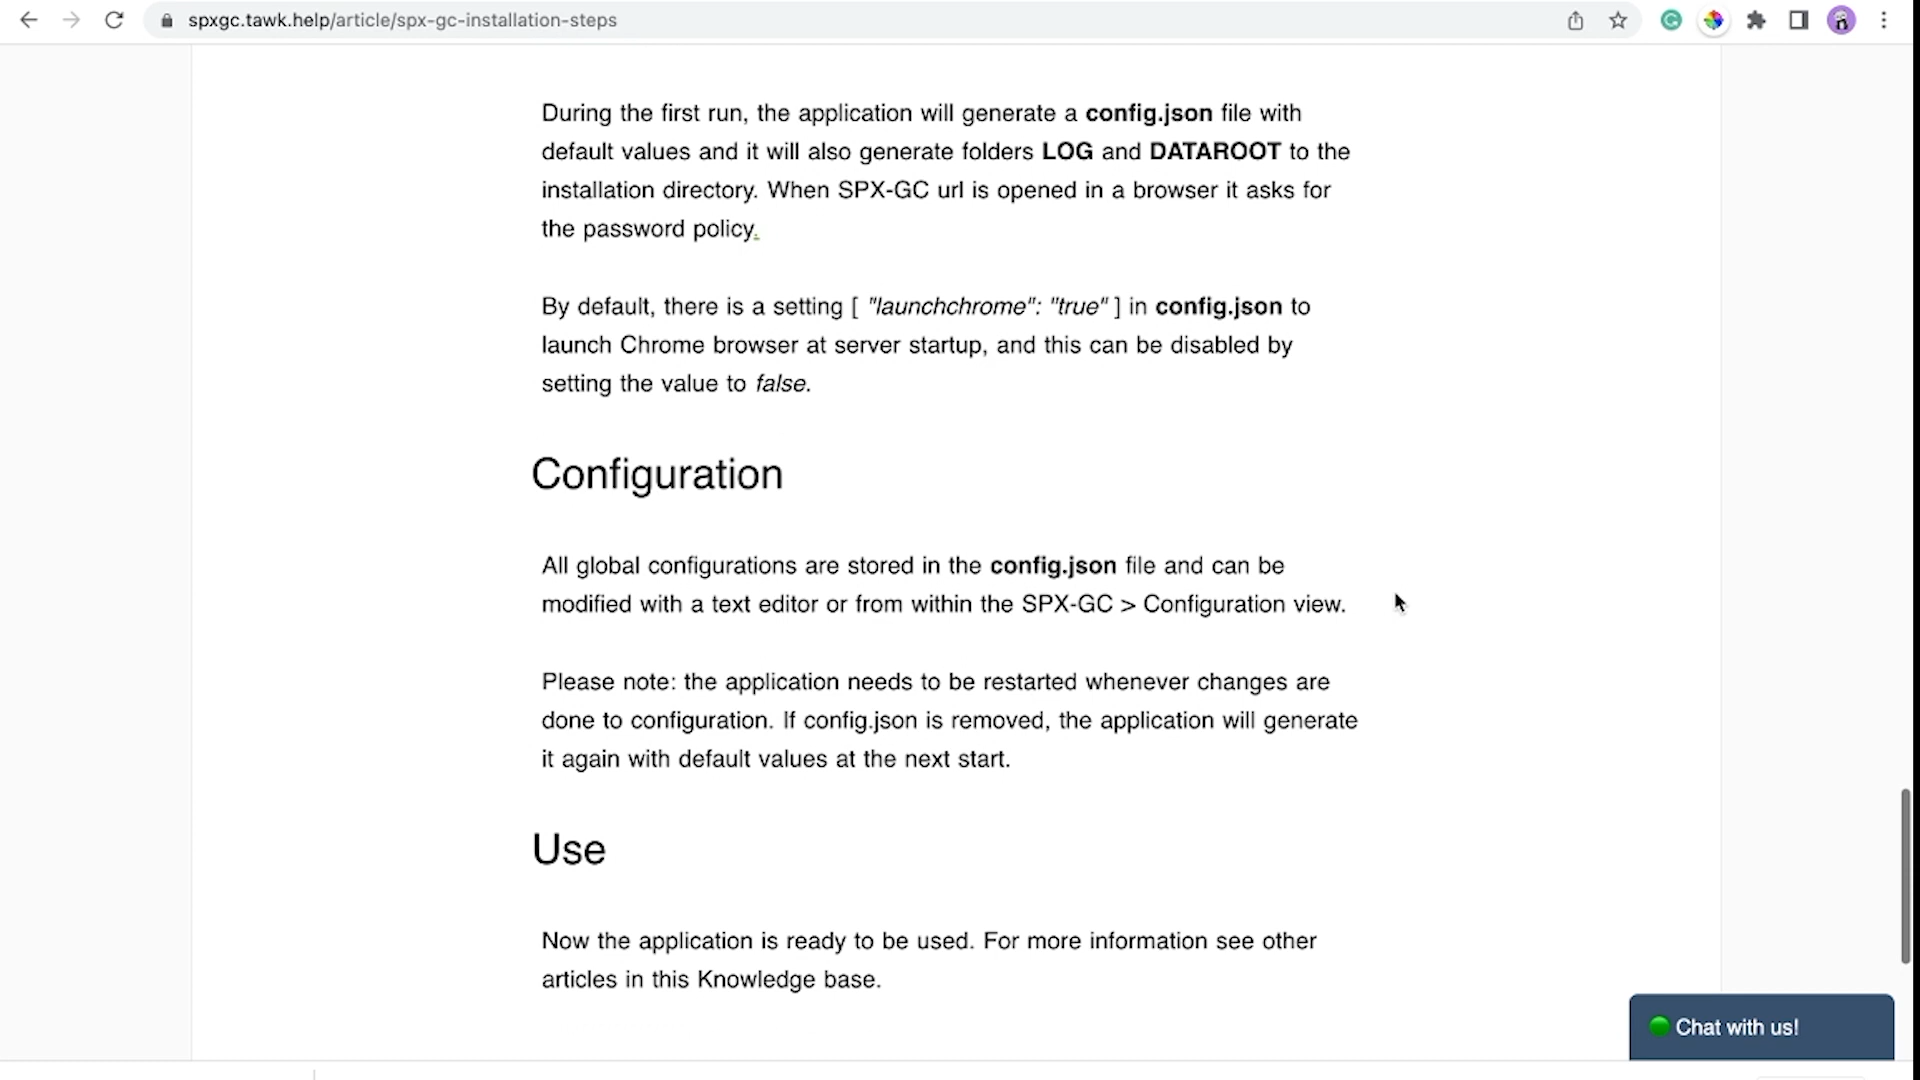 spxgc.tawk.help/article/spx-gc-installation-steps
During the first run, the application will generate a config.json file with
default values and it will also generate folders LOG and DATAROOT to the
installation directory. When SPX-GC url is opened in a browser it asks for
the password policy.
By default, there is a setting [ "launchchrome": "true" ] in config.json to
launch Chrome browser at server startup, and this can be disabled by
setting the value to false.
Configuration
All global configurations are stored in the config.json file and can be
modified with a text editor or from within the SPX-GC > Configuration view.
Please note: the application needs to be restarted whenever changes are
done to configuration. If config.json is removed, the application will generate
it again with default values at the next start.
Use
Now the application is ready to be used. For more information see other
articles in this Knowledge base.
Chat with us!